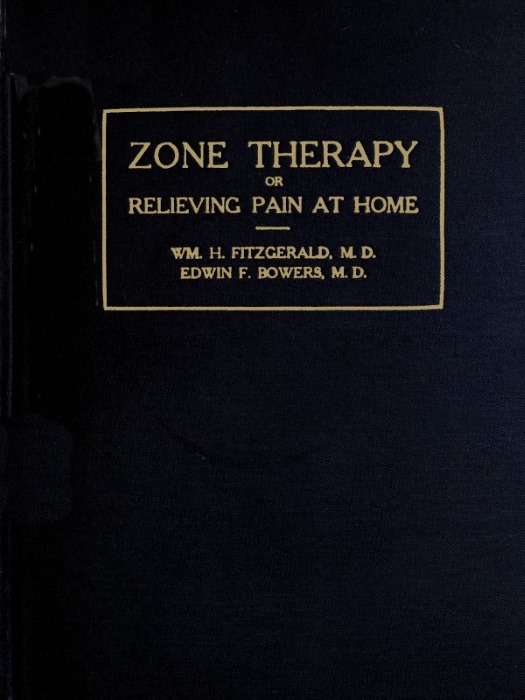 ZONE THERAPY
OR
RELIEVING PAIN AT HOME
WM. H. FITZGERALD, M. D.
EDWIN F. BOWERS, M. D.